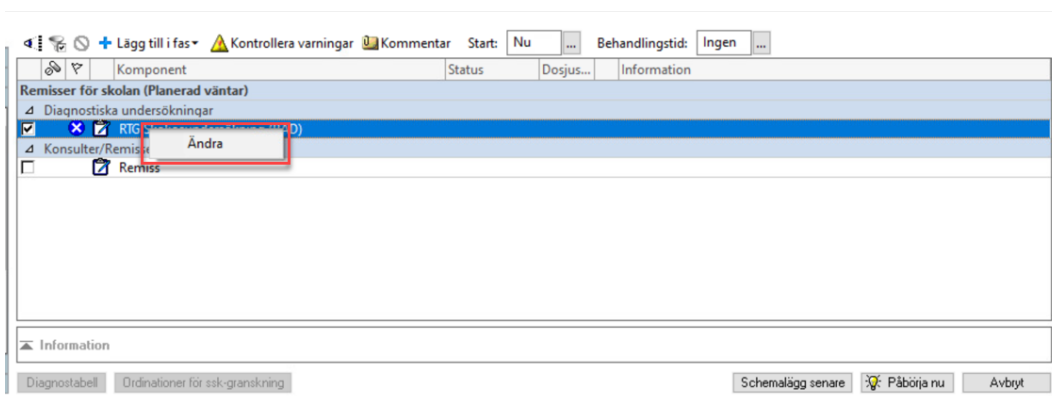 Lägg till i fas Kontrollera varningar Kommentar Start: Nu ... Behandlingstid: Ingen ...
Komponent Status Dosjus... Information
Remisser för skolan (Planerad väntar)
Diagnostiska undersökningar
RTG
Ändra
Konsulter/Remisse
Remiss
Information
Diagnostabell Ordinationer för ssk-granskning Schemalägg senare Påbörja nu Avbryt